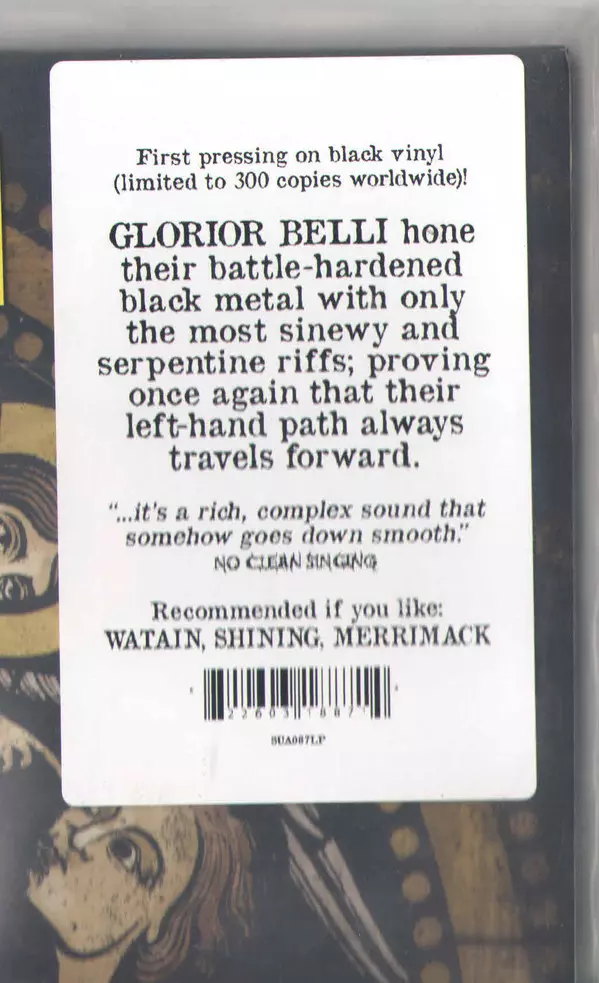 First pressing on black vinyl
(limited to 300 copies worldwide)!
GLORIOR BELLI hone
their battle-hardened
black metal with only
the most sinewy and
serpentine riffs; proving
once again that their
left-hand path always
travels forward.
"...it's a rich, complex sound that
somehow goes down smooth."
NO CLEAN SINGING
Recommended if you like:
WATAIN, SHINING, MERRIMACK
SUA087LP